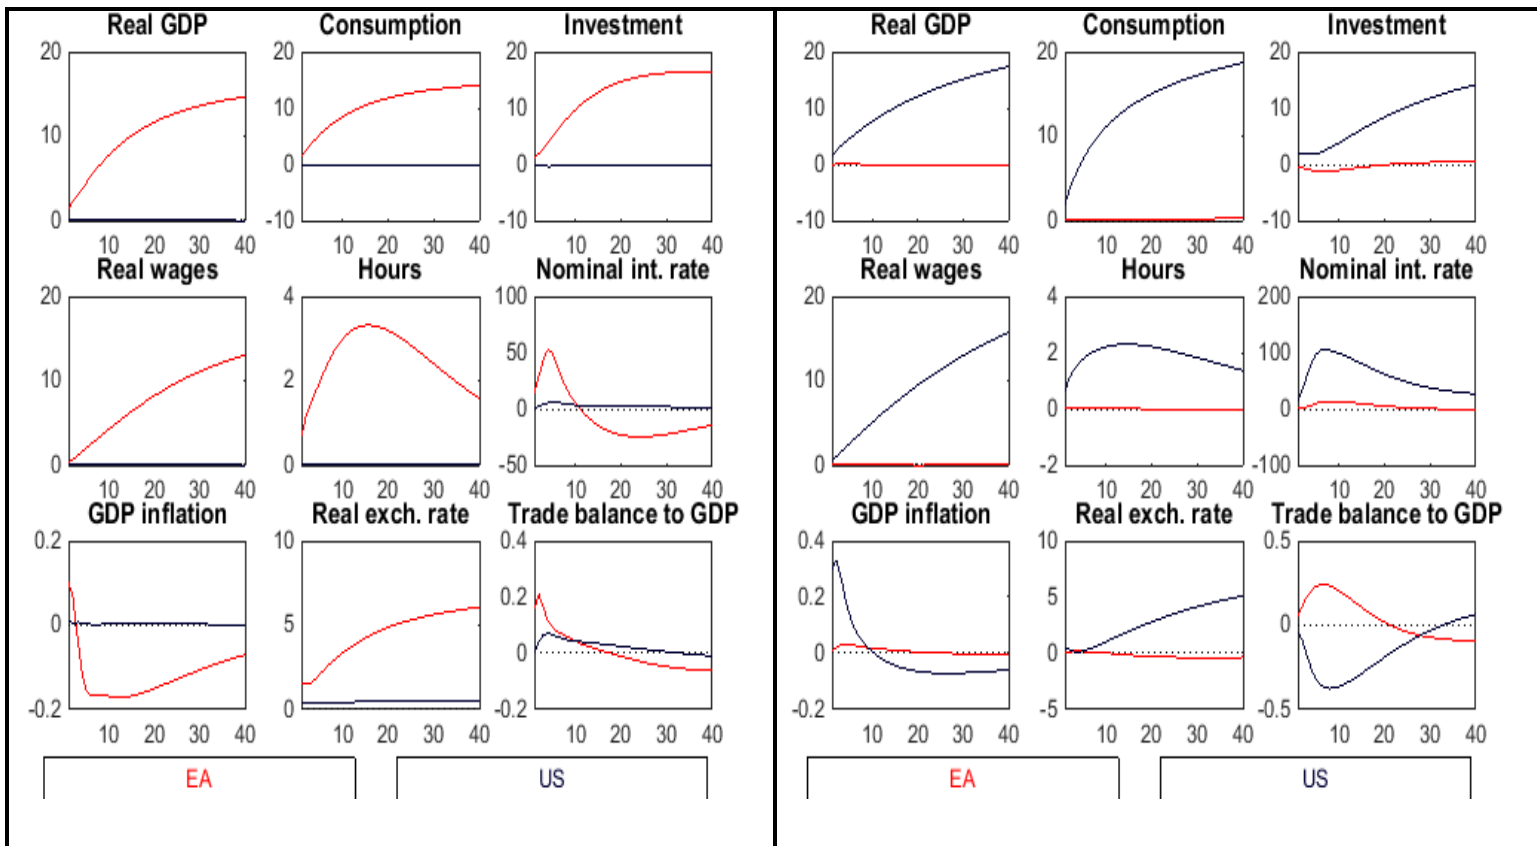 Real GDP Consumption Investment
20 20 20
10 10
10
0 0
0 -10 -10
10 20 30 40 10 20 30 40 10 20 30 40
Real wages Hours Nominal int. rate
20 4 100
50
10 2
0
0 0 -50
10 20 30 40 10 20 30 40 10 20 30 40
GDP inflation Real exch. rate Trade balance to GDP
0.2 10 0.4
0.2
0 5
0
-0.2 0 -0.2
10 20 30 40 10 20 30 40 10 20 30 40
EA US
Real GDP Consumption Investment
20 20 20
10 10
10
0 0
-10 0 -10
10 20 30 40 10 20 30 40 10 20 30 40
Real wages Hours Nominal int. rate
20 4 200
2 100
10
0 0
0 -2 -100
10 20 30 40 10 20 30 40 10 20 30 40
GDP inflation Real exch. rate Trade balance to GDP
0.4 10 0.5
0.2 5
0
0 0
-0.2 -5 -0.5
10 20 30 40 10 20 30 40 10 20 30 40
EA US